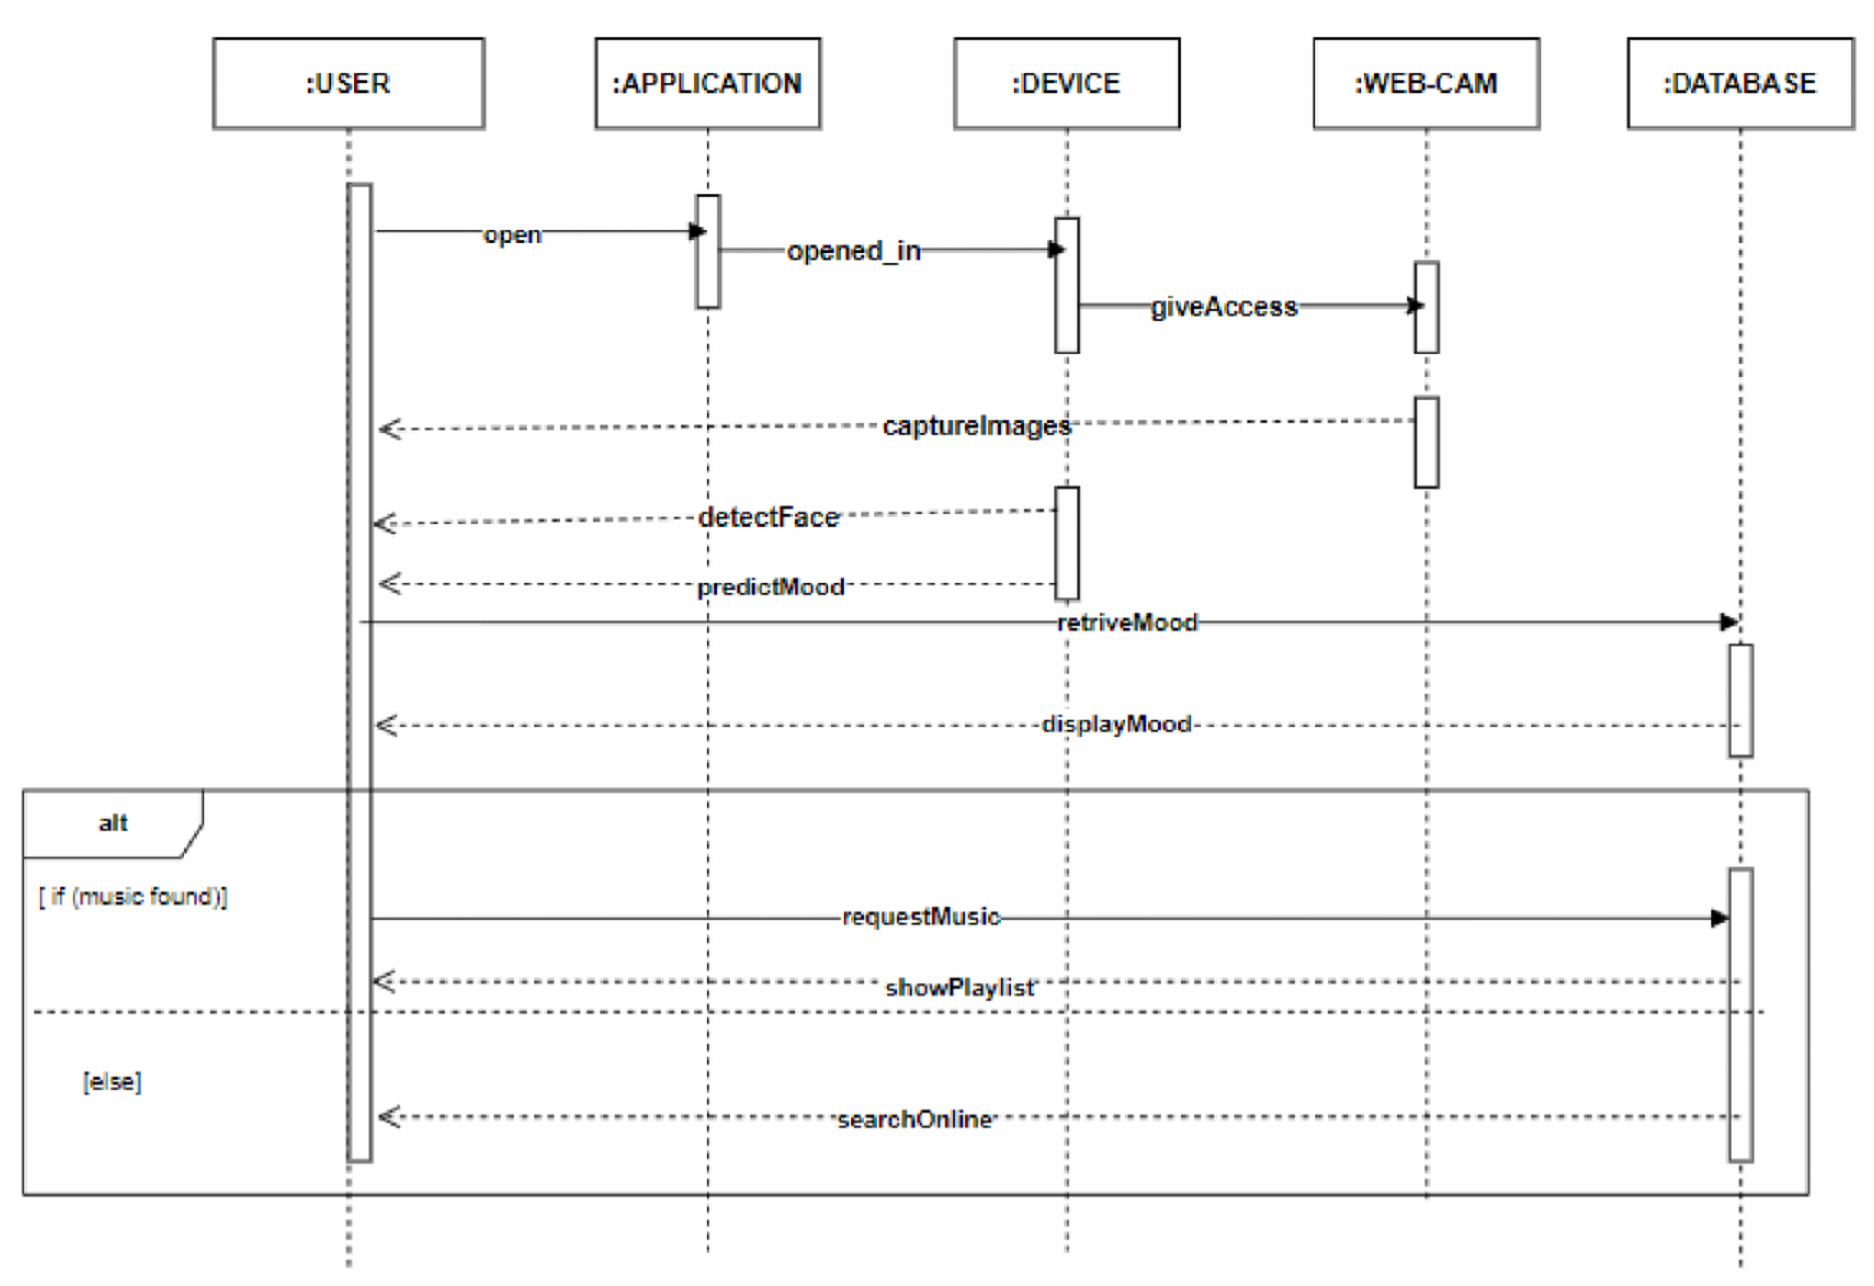 :USER
:APPLICATION
:DEVICE
:WEB-CAM
:DATABASE
open
opened_in
giveAccess
captureImages
detectFace
predictMood
retriveMood
displayMood
alt
[ if (music found)]
requestMusic
showPlaylist
[else]
searchOnline